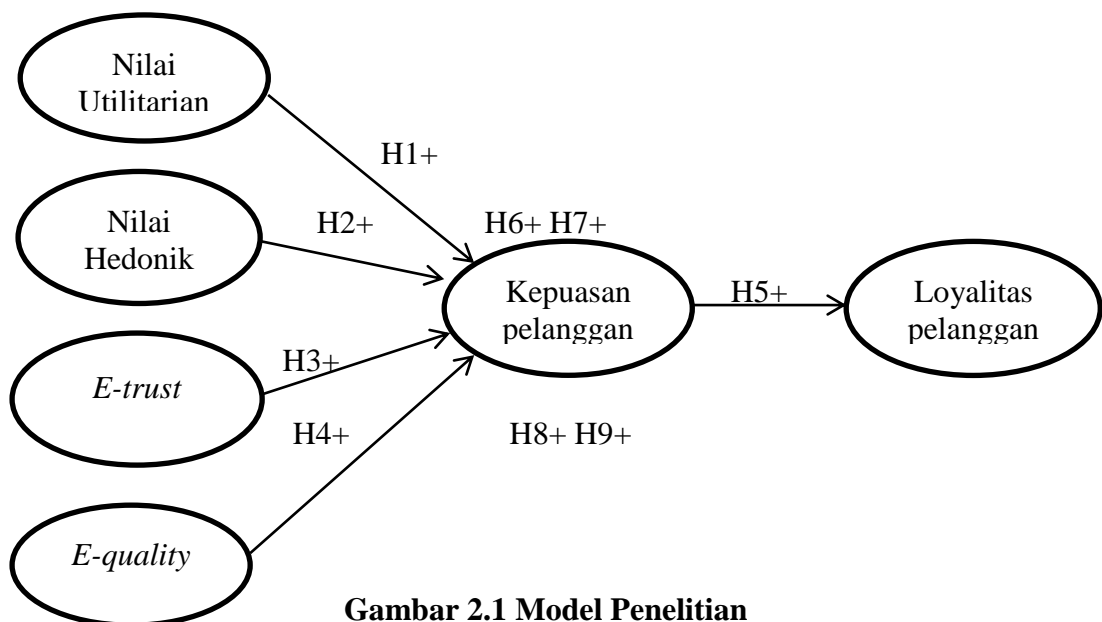 Nilai
Utilitarian
H1+
Nilai
Hedonik
H2+
H6+ H7+
Kepuasan
pelanggan
H5+
Loyalitas
pelanggan
E-trust
H3+
H4+
H8+ H9+
E-quality
Gambar 2.1 Model Penelitian